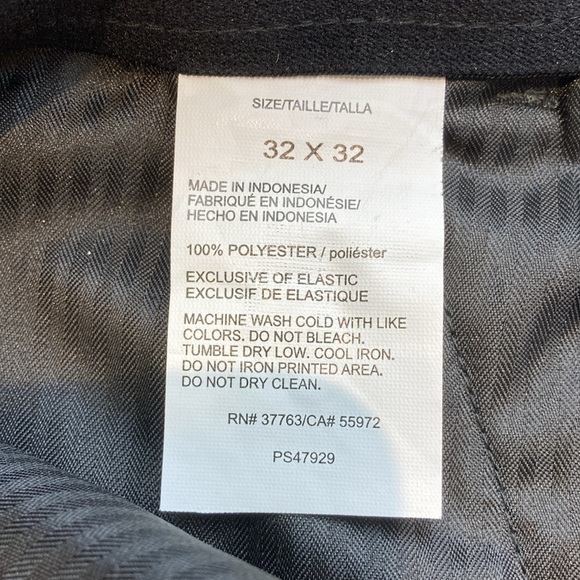 SIZE/TAILLE/TALLA
32 X 32
MADE IN INDONESIA/
FABRIQUÉ EN INDONÉSIE/
HECHO EN INDONESIA
100% POLYESTER / poliéster
EXCLUSIVE OF ELASTIC
EXCLUSIF DE ELASTIQUE
MACHINE WASH COLD WITH LIKE
COLORS. DO NOT BLEACH.
TUMBLE DRY LOW. COOL IRON.
DO NOT IRON PRINTED AREA.
DO NOT DRY CLEAN.
RN# 37763/CA# 55972
PS47929